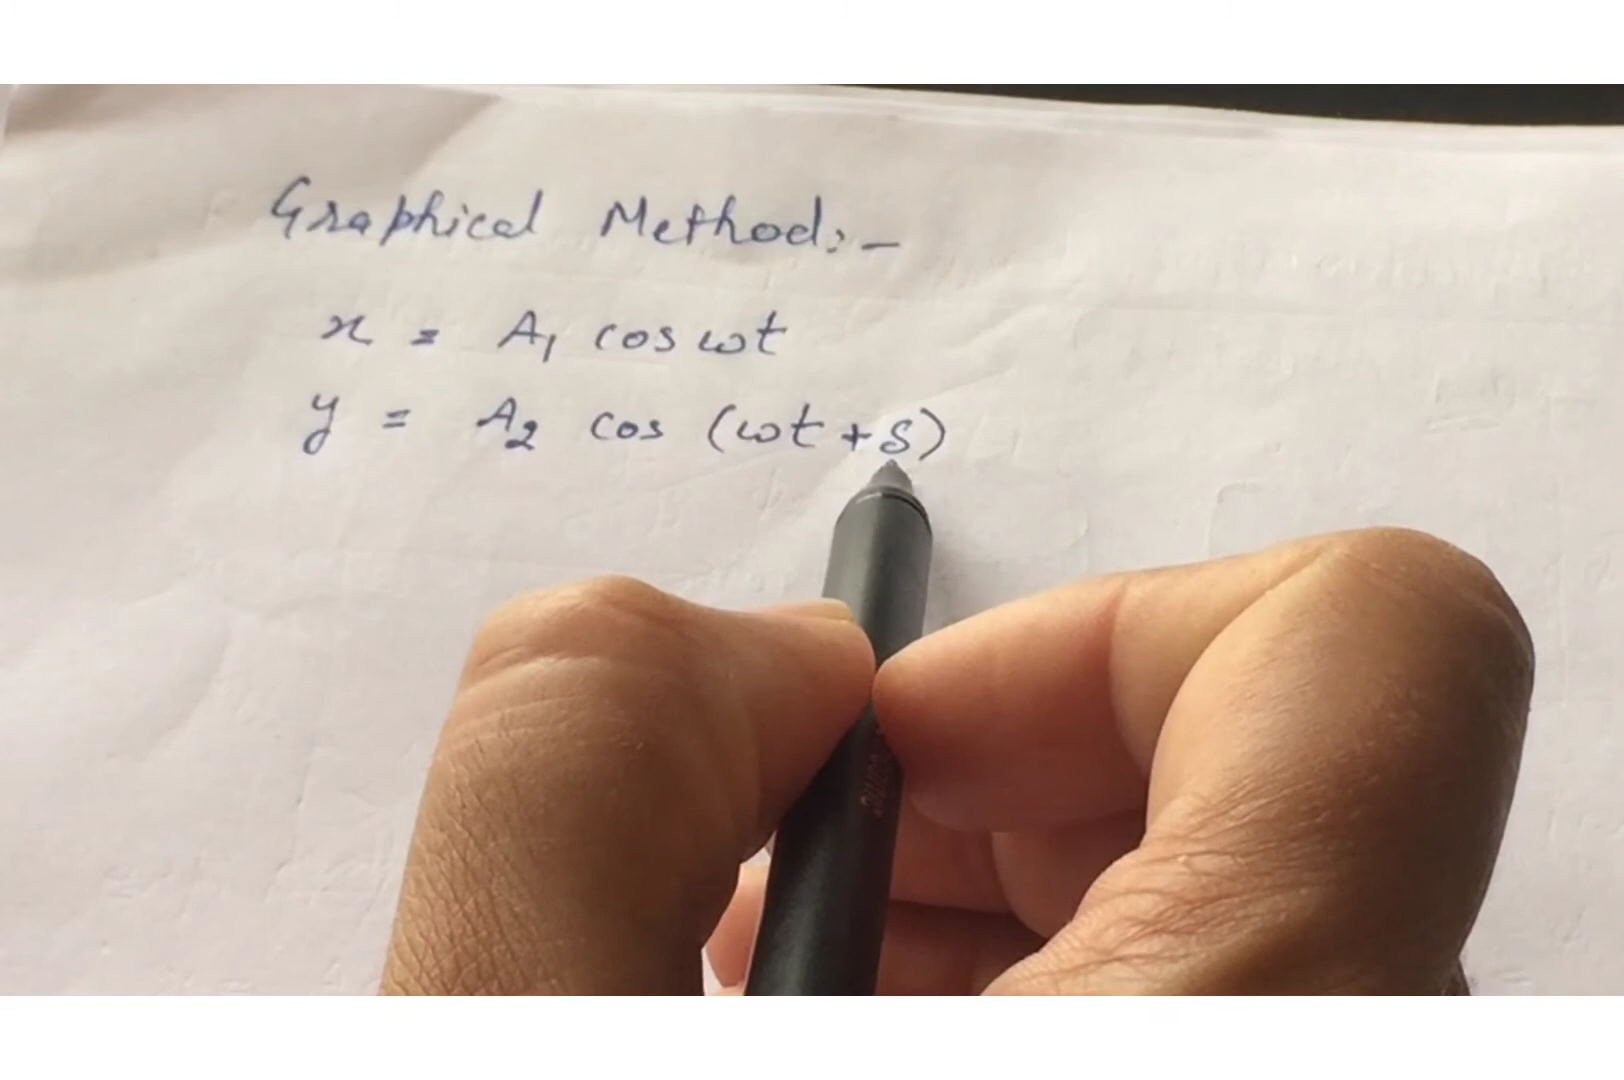 Graphical Method:-
x = A₁ cos ωt
y = A₂ cos (ωt + δ)